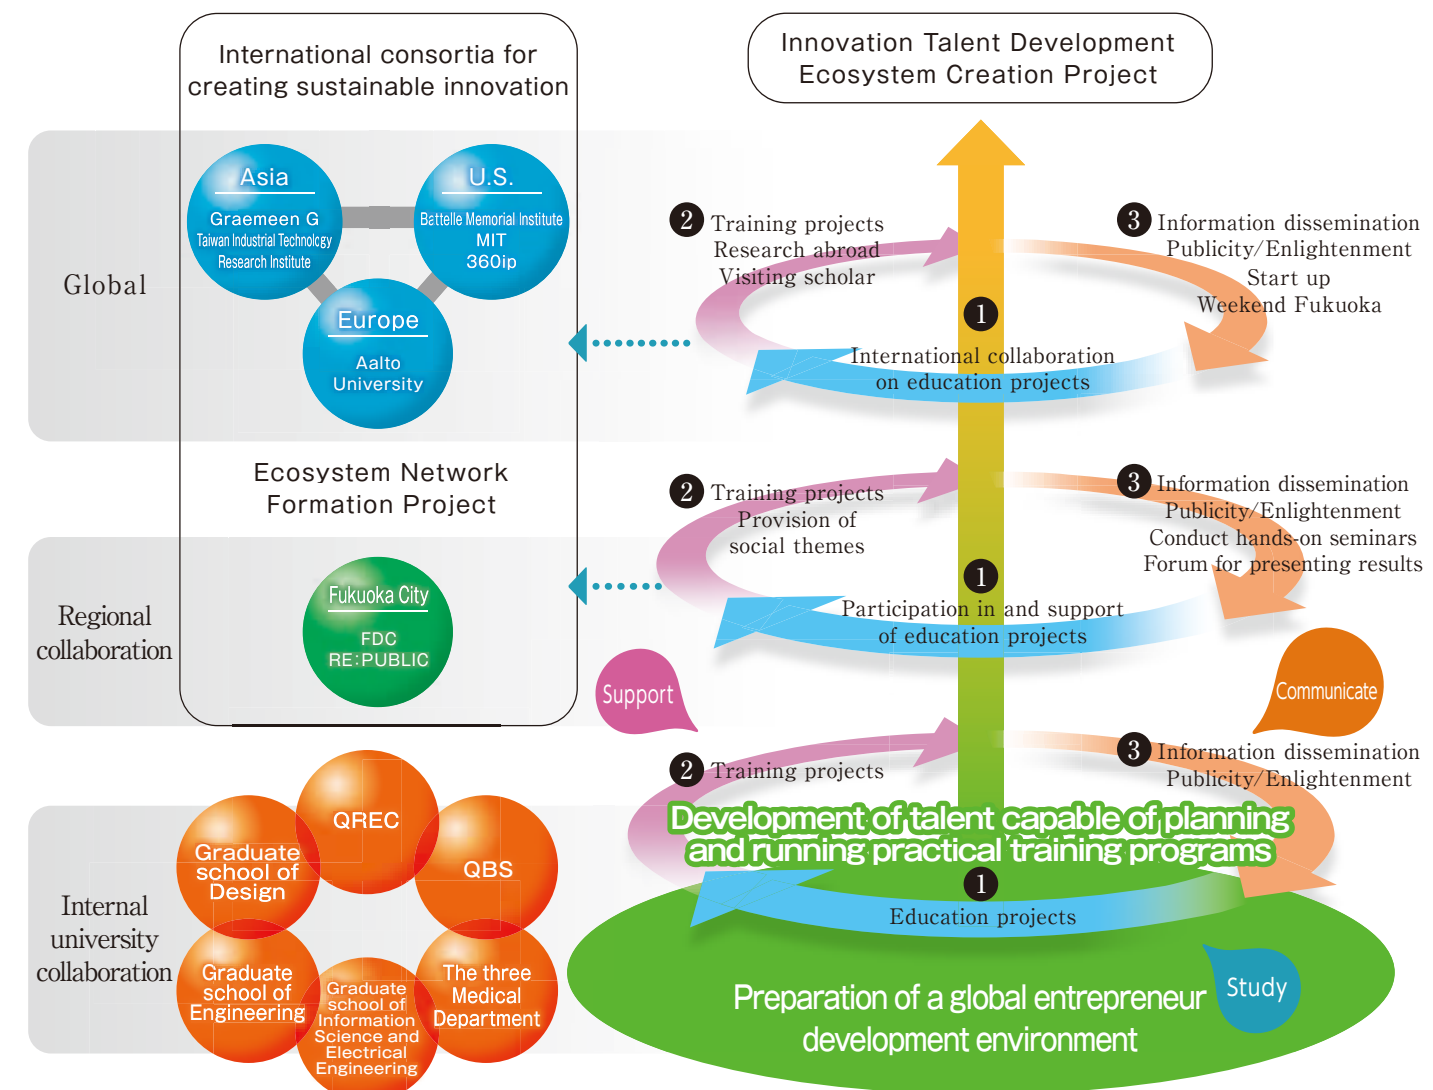 International consortia for
creating sustainable innovation
Innovation Talent Development
Ecosystem Creation Project
Global
Asia
Graemeen G
Taiwan Industrial Technology
Research Institute
U.S.
Battelle Memorial Institute
MIT
360ip
Europe
Aalto
University
2 Training projects
Research abroad
Visiting scholar
3 Information dissemination
Publicity/Enlightenment
Start up
Weekend Fukuoka
1
International collaboration
on education projects
Ecosystem Network
Formation Project
Regional
collaboration
Fukuoka City
FDC
RE:PUBLIC
2 Training projects
Provision of
social themes
3 Information dissemination
Publicity/Enlightenment
Conduct hands-on seminars
Forum for presenting results
1
Participation in and support
of education projects
Support
Communicate
Internal
university
collaboration
QREC
Graduate
school of
Design
QBS
Graduate
school of
Engineering
Graduate
school of
Information
Science and
Electrical
Engineering
The three
Medical
Department
2 Training projects
3 Information dissemination
Publicity/Enlightenment
Development of talent capable of planning
and running practical training programs
1
Education projects
Study
Preparation of a global entrepreneur
development environment